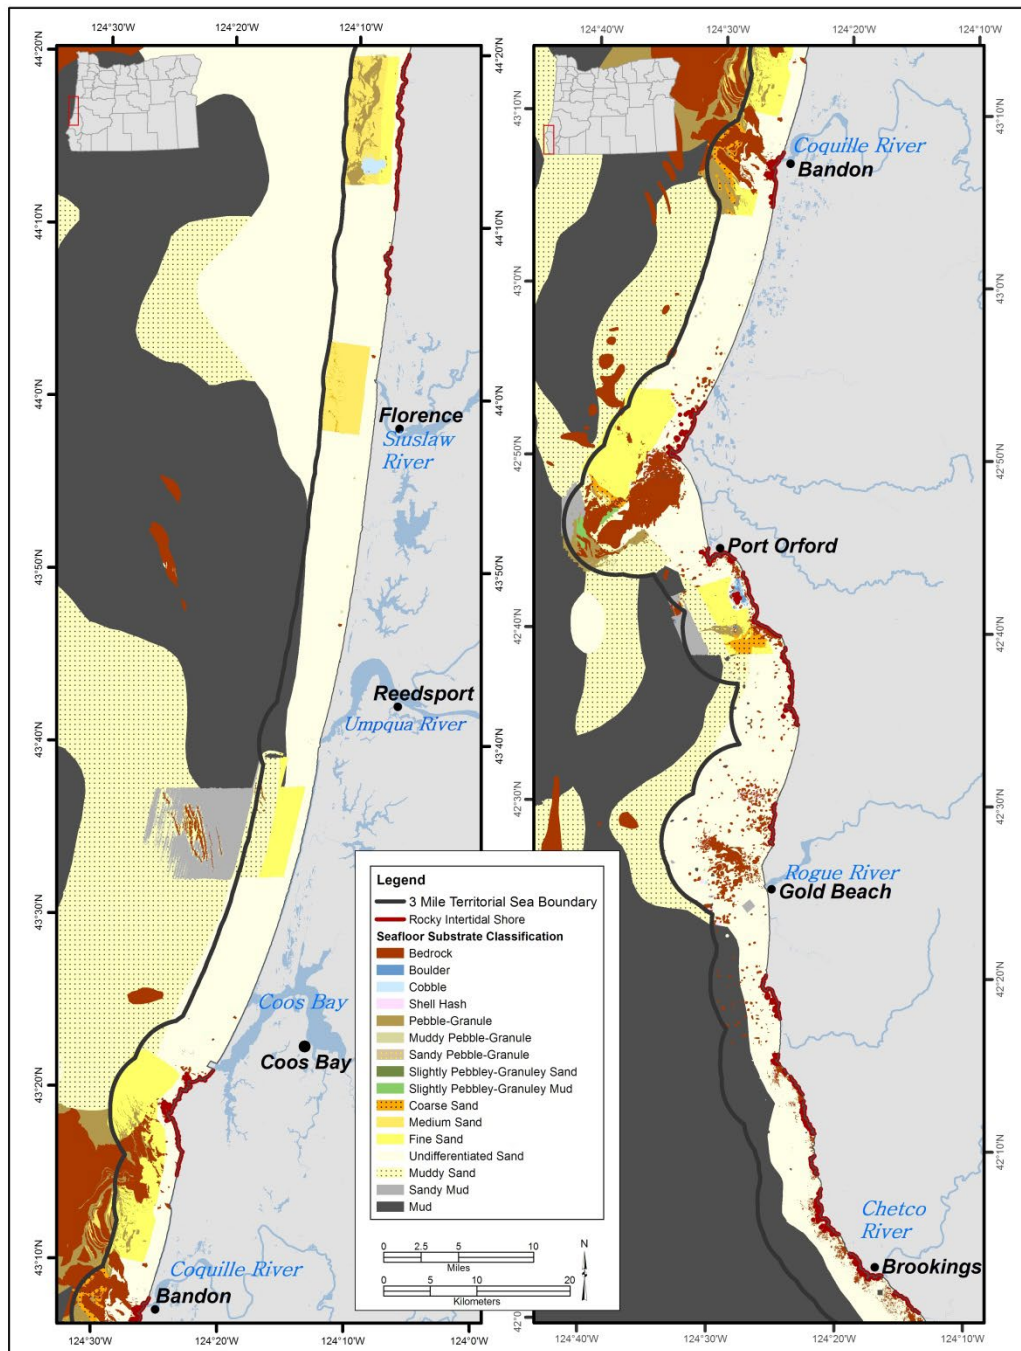 124°30'W 124°20'W 124°10'W
124°40'W 124°30'W 124°20'W 124°10'W
44°20'N
44°10'N
44°0'N
43°50'N
43°40'N
43°30'N
43°20'N
43°10'N
44°20'N
44°10'N
44°0'N
43°50'N
43°40'N
Florence
Siuslaw
River
Reedsport
Umpqua River
Coos Bay
Coos Bay
Coquille River
Bandon
124°30'W 124°20'W 124°10'W
43°10'N
43°0'N
42°50'N
42°40'N
42°30'N
42°20'N
42°10'N
42°0'
43°10'N
43°0'N
42°50'N
42°40'N
42°30'N
42°20'N
42°10'N
Coquille River
Bandon
Port Orford
Rogue River
Gold Beach
Chetco
River
Brookings
124°40'W 124°30'W 124°20'W 124°10'W
Legend
3 Mile Territorial Sea Boundary
Rocky Intertidal Shore
Seafloor Substrate Classification
Bedrock
Boulder
Cobble
Shell Hash
Pebble-Granule
Muddy Pebble-Granule
Sandy Pebble-Granule
Slightly Pebbley-Granuley Sand
Slightly Pebbley-Granuley Mud
Coarse Sand
Medium Sand
Fine Sand
Undifferentiated Sand
Muddy Sand
Sandy Mud
Mud
0 2.5 5 10
Miles
0 5 10 20
Kilometers
N